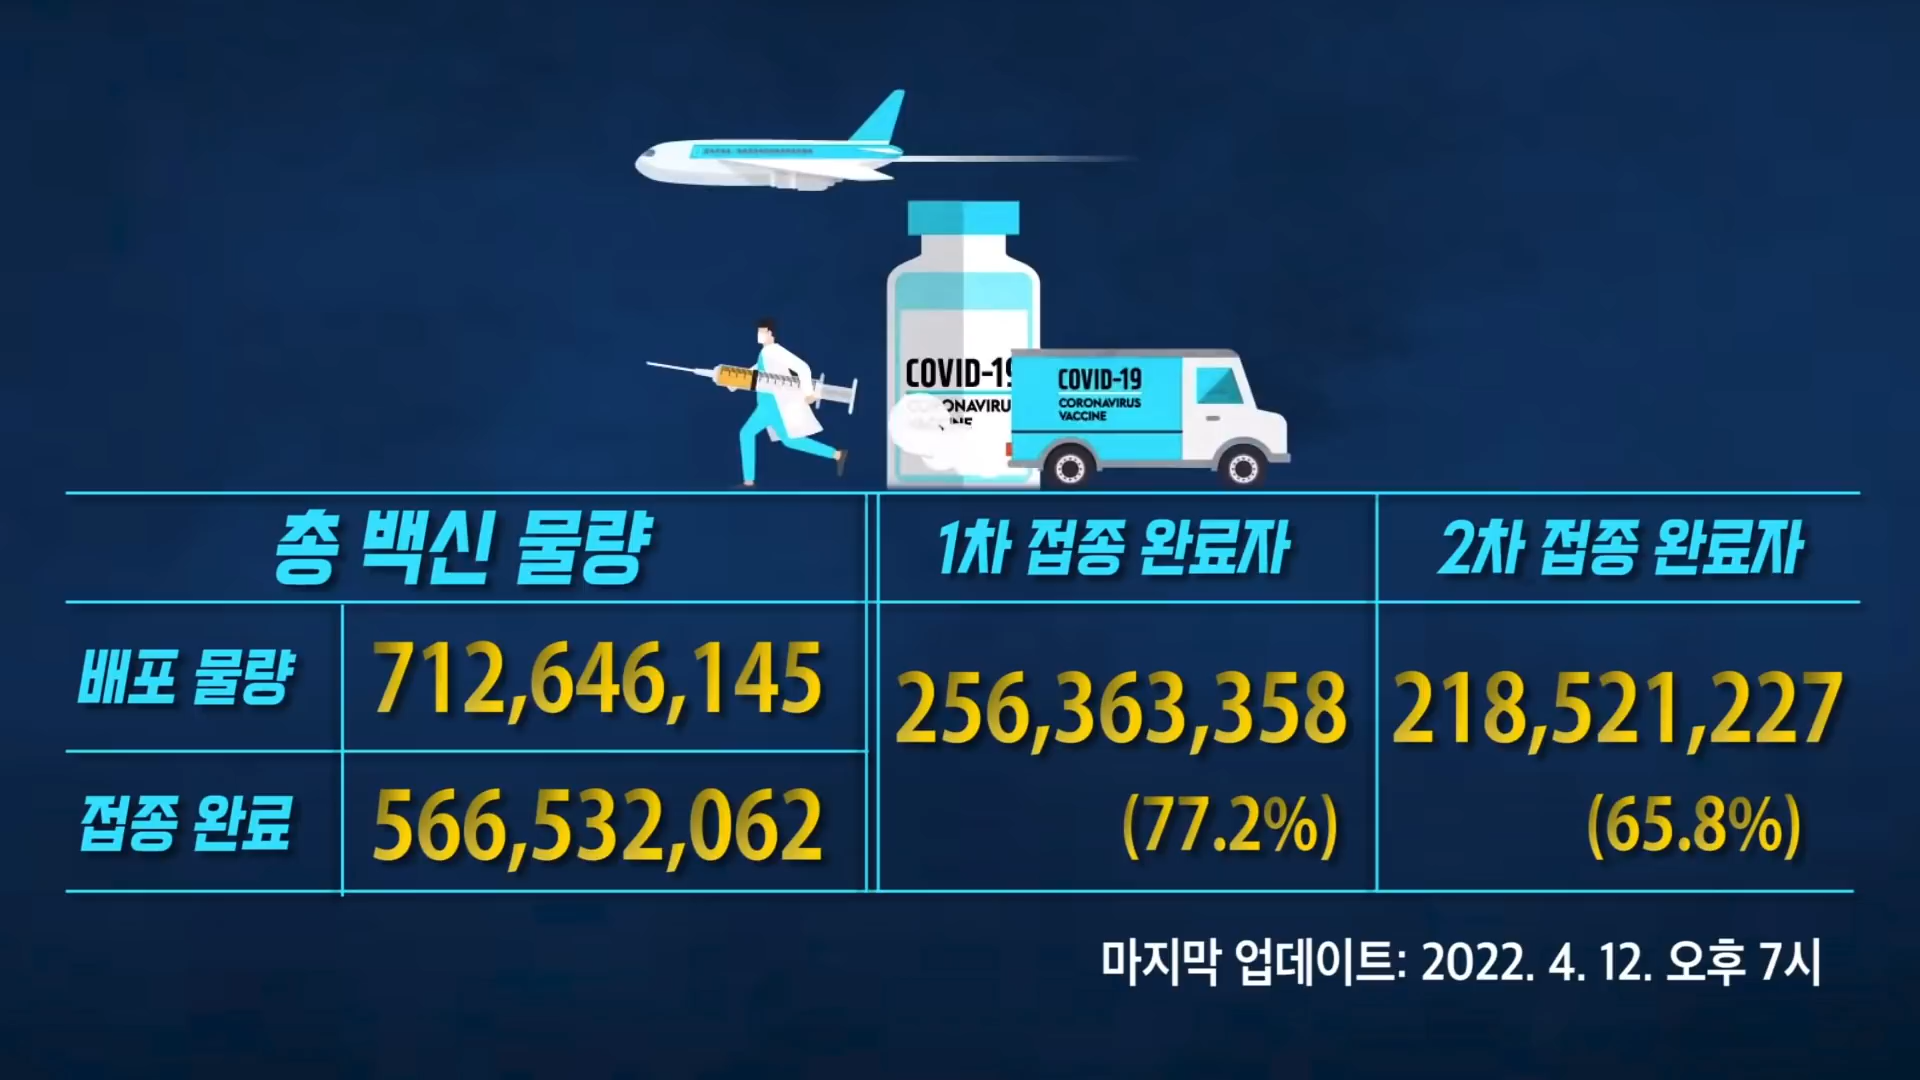 COVID-19
COVID-19
CORONAVIRUS
VACCINE
총 백신 물량
1차 접종 완료자
2차 접종 완료자
배포 물량
712,646,145
256,363,358
218,521,227
접종 완료
566,532,062
(77.2%)
(65.8%)
마지막 업데이트: 2022. 4. 12. 오후 7시